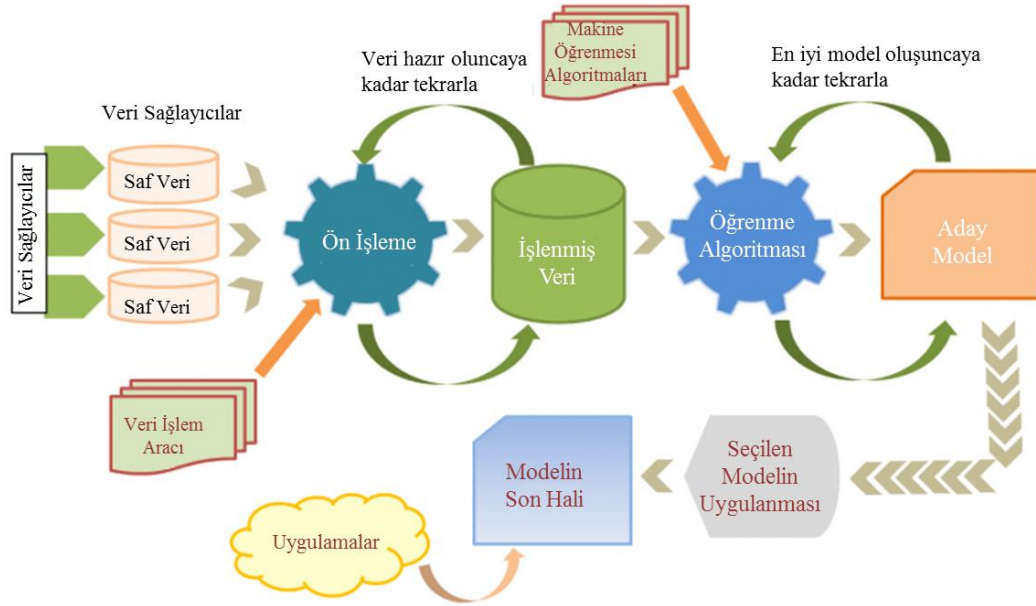 Makine
Öğrenmesi
Algoritmaları
Veri hazır oluncaya
kadar tekrarla
En iyi model oluşuncaya
kadar tekrarla
Veri Sağlayıcılar
Veri Sağlayıcılar
Saf Veri
Saf Veri
Saf Veri
Ön İşleme
İşlenmiş
Veri
Öğrenme
Algoritması
Aday
Model
Veri İşlem
Aracı
Modelin
Son Hali
Seçilen
Modelin
Uygulanması
Uygulamalar